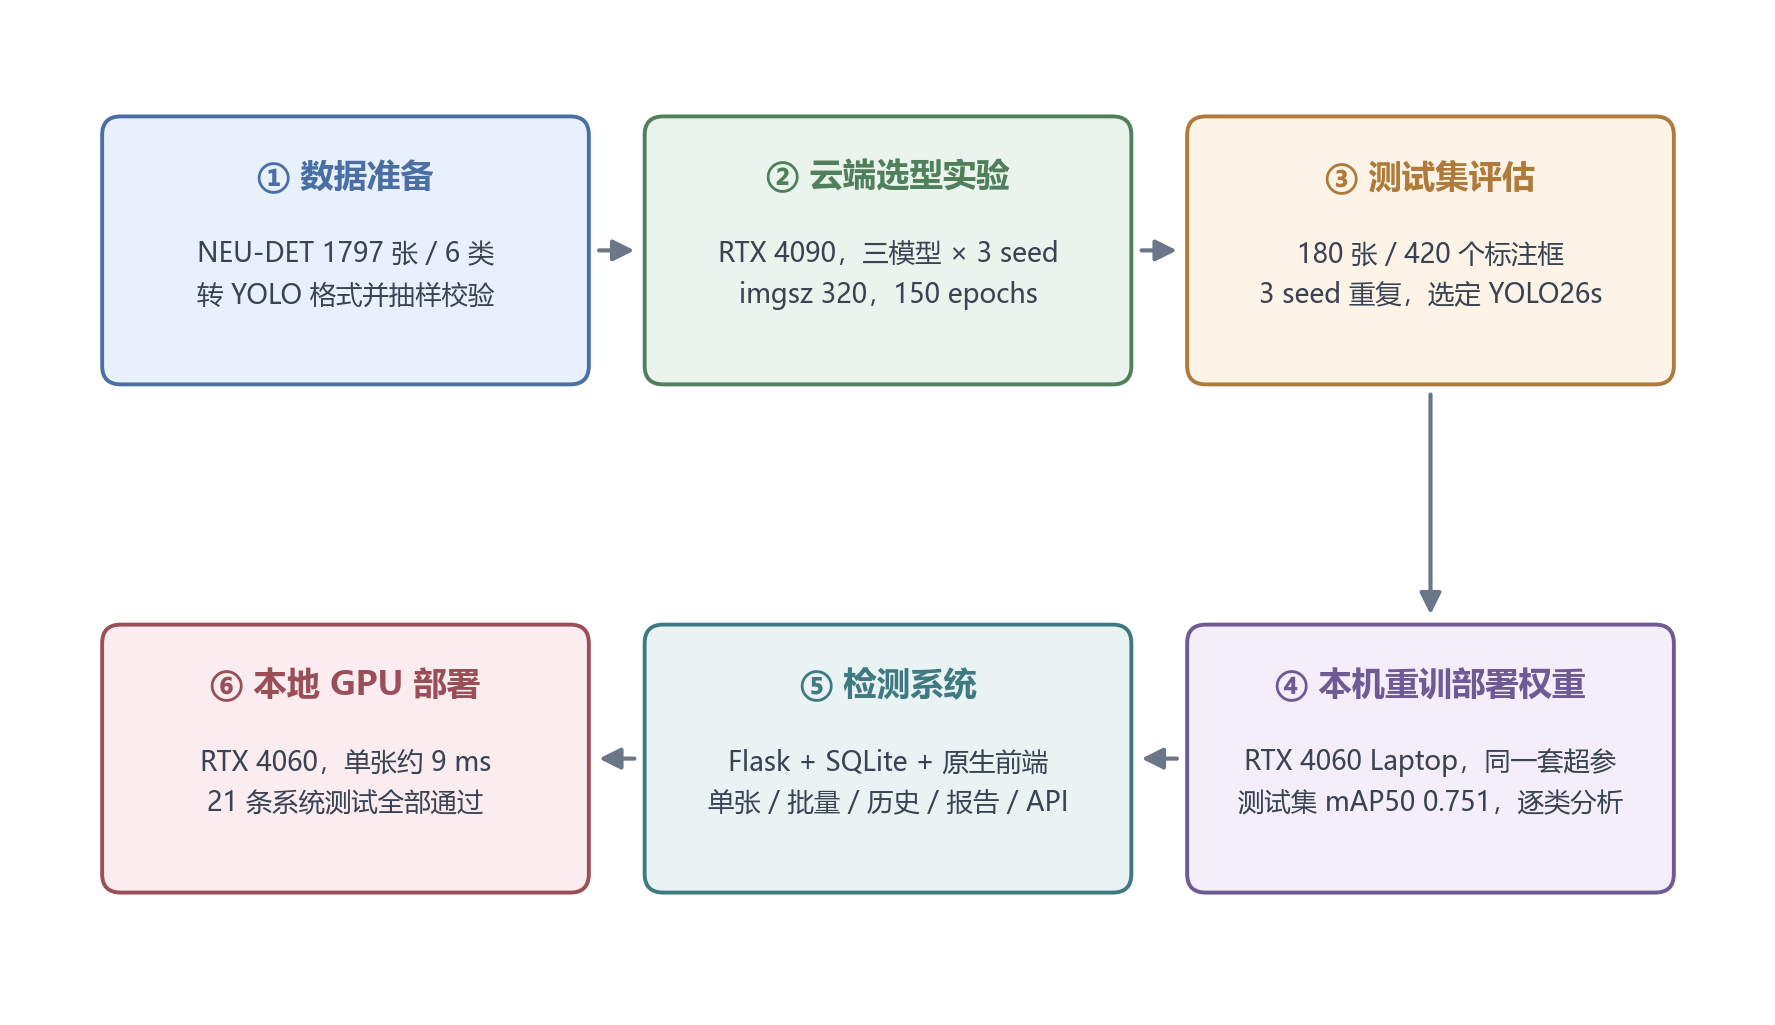 ① 数据准备
NEU-DET 1797 张 / 6 类
转 YOLO 格式并抽样校验
② 云端选型实验
RTX 4090，三模型 × 3 seed
imgsz 320，150 epochs
③ 测试集评估
180 张 / 420 个标注框
3 seed 重复，选定 YOLO26s
④ 本机重训部署权重
RTX 4060 Laptop，同一套超参
测试集 mAP50 0.751，逐类分析
⑤ 检测系统
Flask + SQLite + 原生前端
单张 / 批量 / 历史 / 报告 / API
⑥ 本地 GPU 部署
RTX 4060，单张约 9 ms
21 条系统测试全部通过